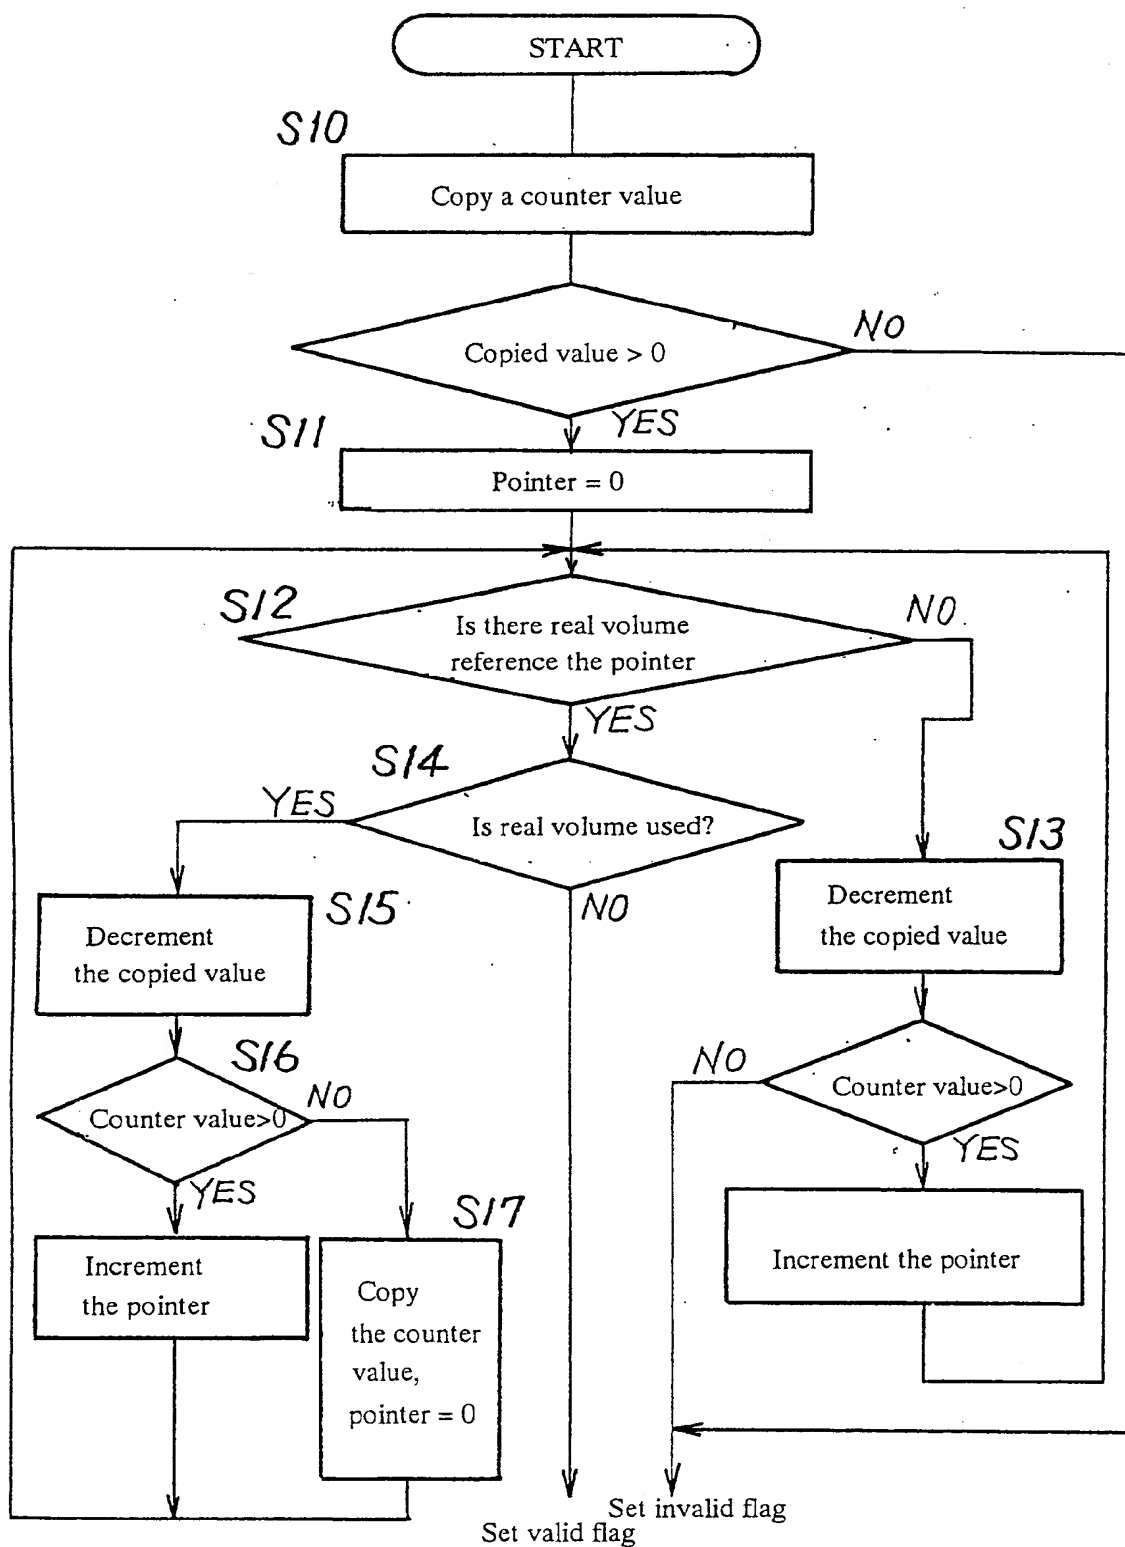 START
S10
Copy a counter value
Copied value > 0
NO
YES
S11
Pointer = 0
S12
Is there real volume
reference the pointer
NO
YES
S14
YES
Is real volume used?
NO
S13
Decrement
the copied value
S15
Decrement
the copied value
S16
Counter value>0
NO
YES
NO
Counter value>0
YES
S17
Increment
the pointer
Copy
the counter
value,
pointer = 0
Increment the pointer
Set invalid flag
Set valid flag